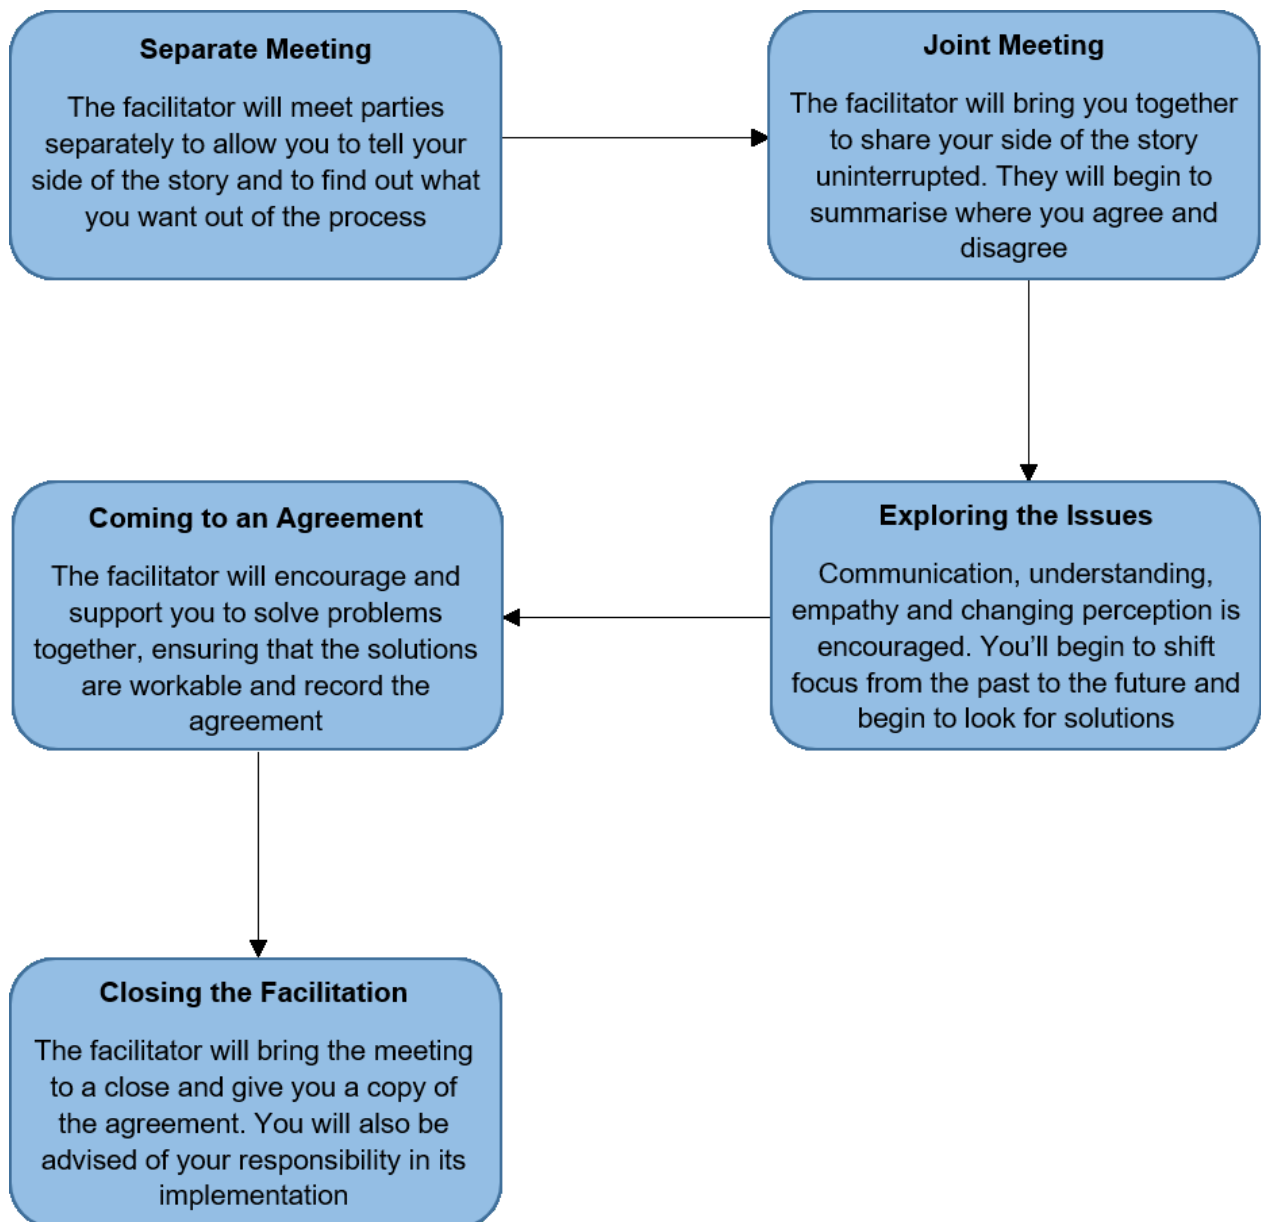 Separate Meeting
The facilitator will meet parties
separately to allow you to tell your
side of the story and to find out what
you want out of the process
Joint Meeting
The facilitator will bring you together
to share your side of the story
uninterrupted. They will begin to
summarise where you agree and
disagree
Exploring the Issues
Communication, understanding,
empathy and changing perception is
encouraged. You’ll begin to shift
focus from the past to the future and
begin to look for solutions
Coming to an Agreement
The facilitator will encourage and
support you to solve problems
together, ensuring that the solutions
are workable and record the
agreement
Closing the Facilitation
The facilitator will bring the meeting
to a close and give you a copy of
the agreement. You will also be
advised of your responsibility in its
implementation